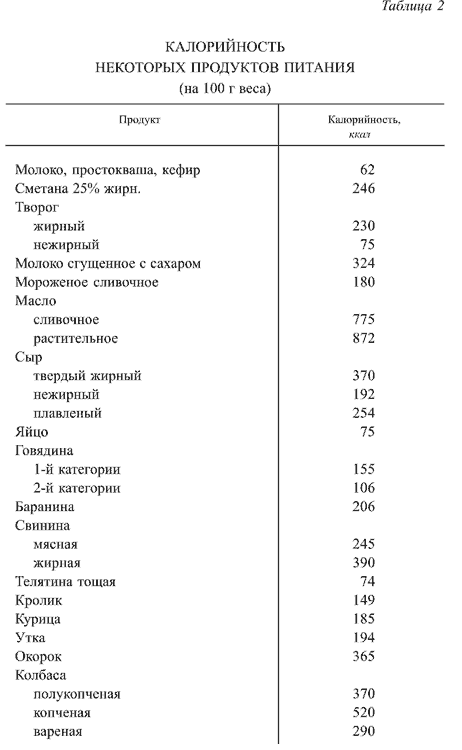 Таблица 2
КАЛОРИЙНОСТЬ
НЕКОТОРЫХ ПРОДУКТОВ ПИТАНИЯ
(на 100 г веса)
Продукт Калорийность,
ккал
Молоко, простокваша, кефир 62
Сметана 25% жирн. 246
Творог
жирный 230
нежирный 75
Молоко сгущенное с сахаром 324
Мороженое сливочное 180
Масло
сливочное 775
растительное 872
Сыр
твердый жирный 370
нежирный 192
плавленый 254
Яйцо 75
Говядина
1-й категории 155
2-й категории 106
Баранина 206
Свинина
мясная 245
жирная 390
Телятина тощая 74
Кролик 149
Курица 185
Утка 194
Окорок 365
Колбаса
полукопченая 370
копченая 520
вареная 290